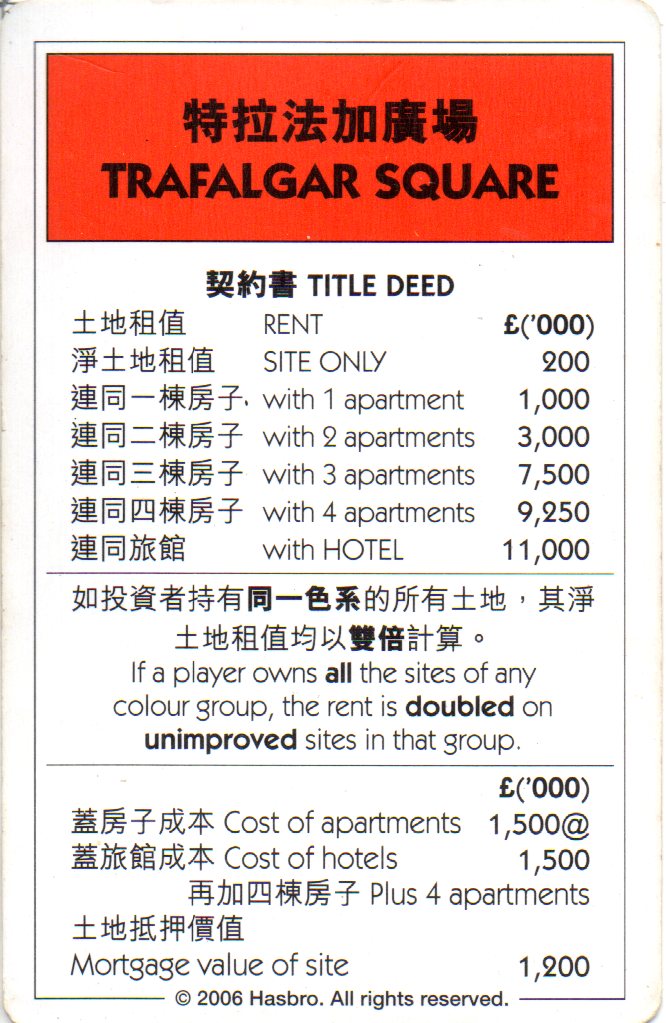 特拉法加廣場
TRAFALGAR SQUARE
契約書 TITLE DEED
土地租值 RENT £('000)
淨土地租值 SITE ONLY 200
連同一棟房子 with 1 apartment 1,000
連同二棟房子 with 2 apartments 3,000
連同三棟房子 with 3 apartments 7,500
連同四棟房子 with 4 apartments 9,250
連同旅館 with HOTEL 11,000
如投資者持有同一色系的所有土地，其淨
土地租值均以雙倍計算。
If a player owns all the sites of any
colour group, the rent is doubled on
unimproved sites in that group.
£('000)
蓋房子成本 Cost of apartments 1,500@
蓋旅館成本 Cost of hotels 1,500
再加四棟房子 Plus 4 apartments
土地抵押價值
Mortgage value of site 1,200
© 2006 Hasbro. All rights reserved.